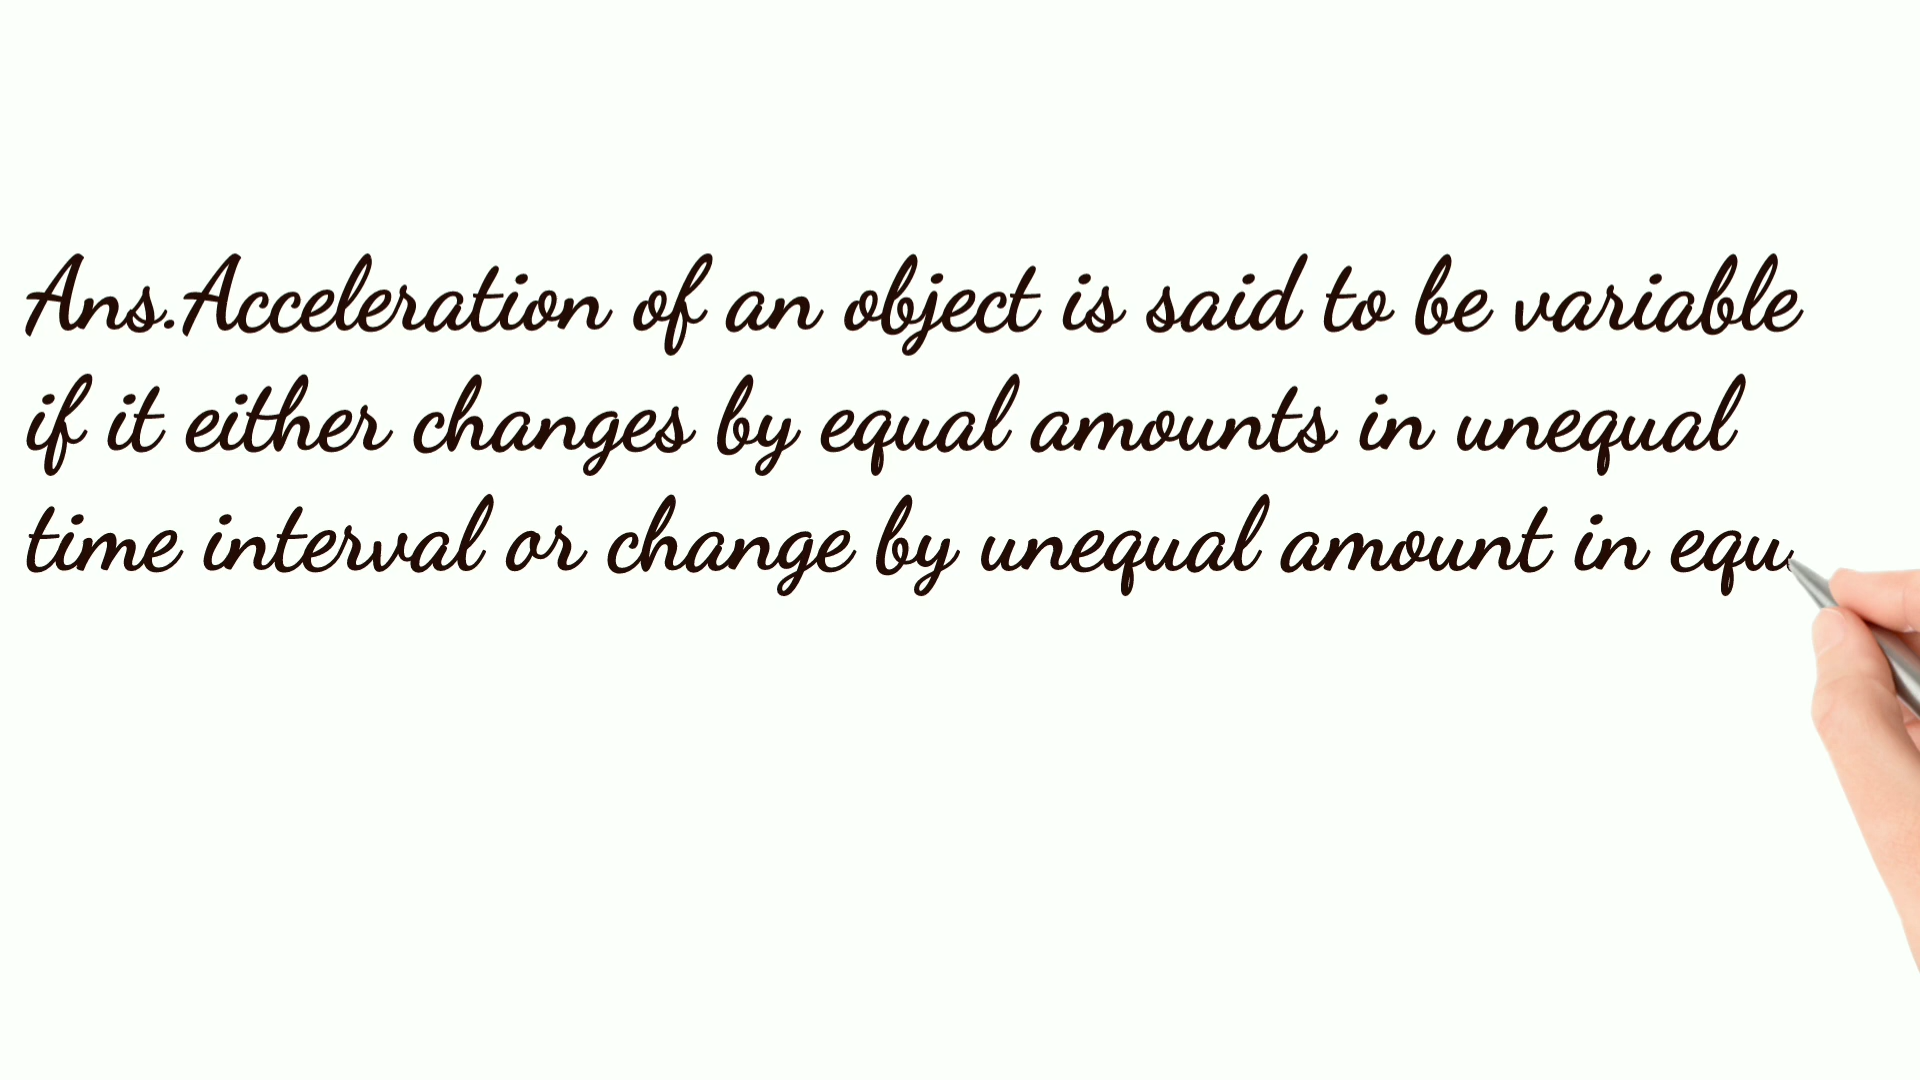 Ans.Acceleration of an object is said to be variable
if it either changes by equal amounts in unequal
time interval or change by unequal amount in equ